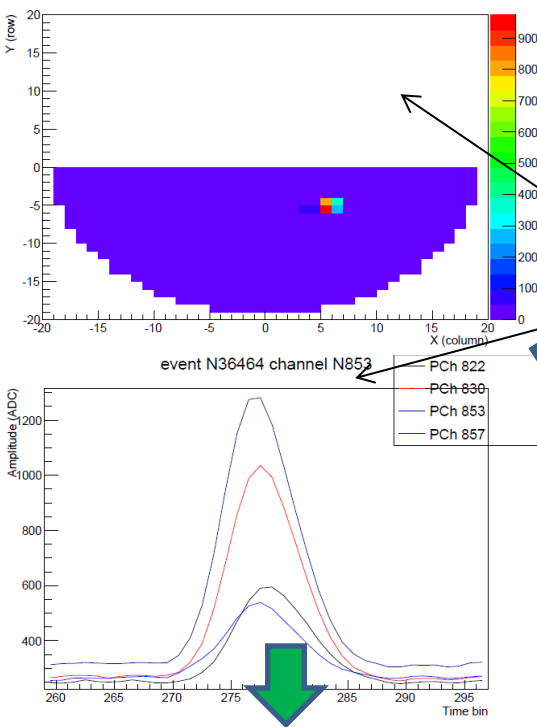 Y (row)
20
15
10
5
0
-5
-10
-15
-20
-20 -15 -10 -5 0 5 10 15 20
X (column)
900
800
700
600
500
400
300
200
100
0
event N36464 channel N853
PCh 822
PCh 830
PCh 853
PCh 857
Amplitude (ADC)
1200
1000
800
600
400
260 265 270 275 285 290 295
Time bin